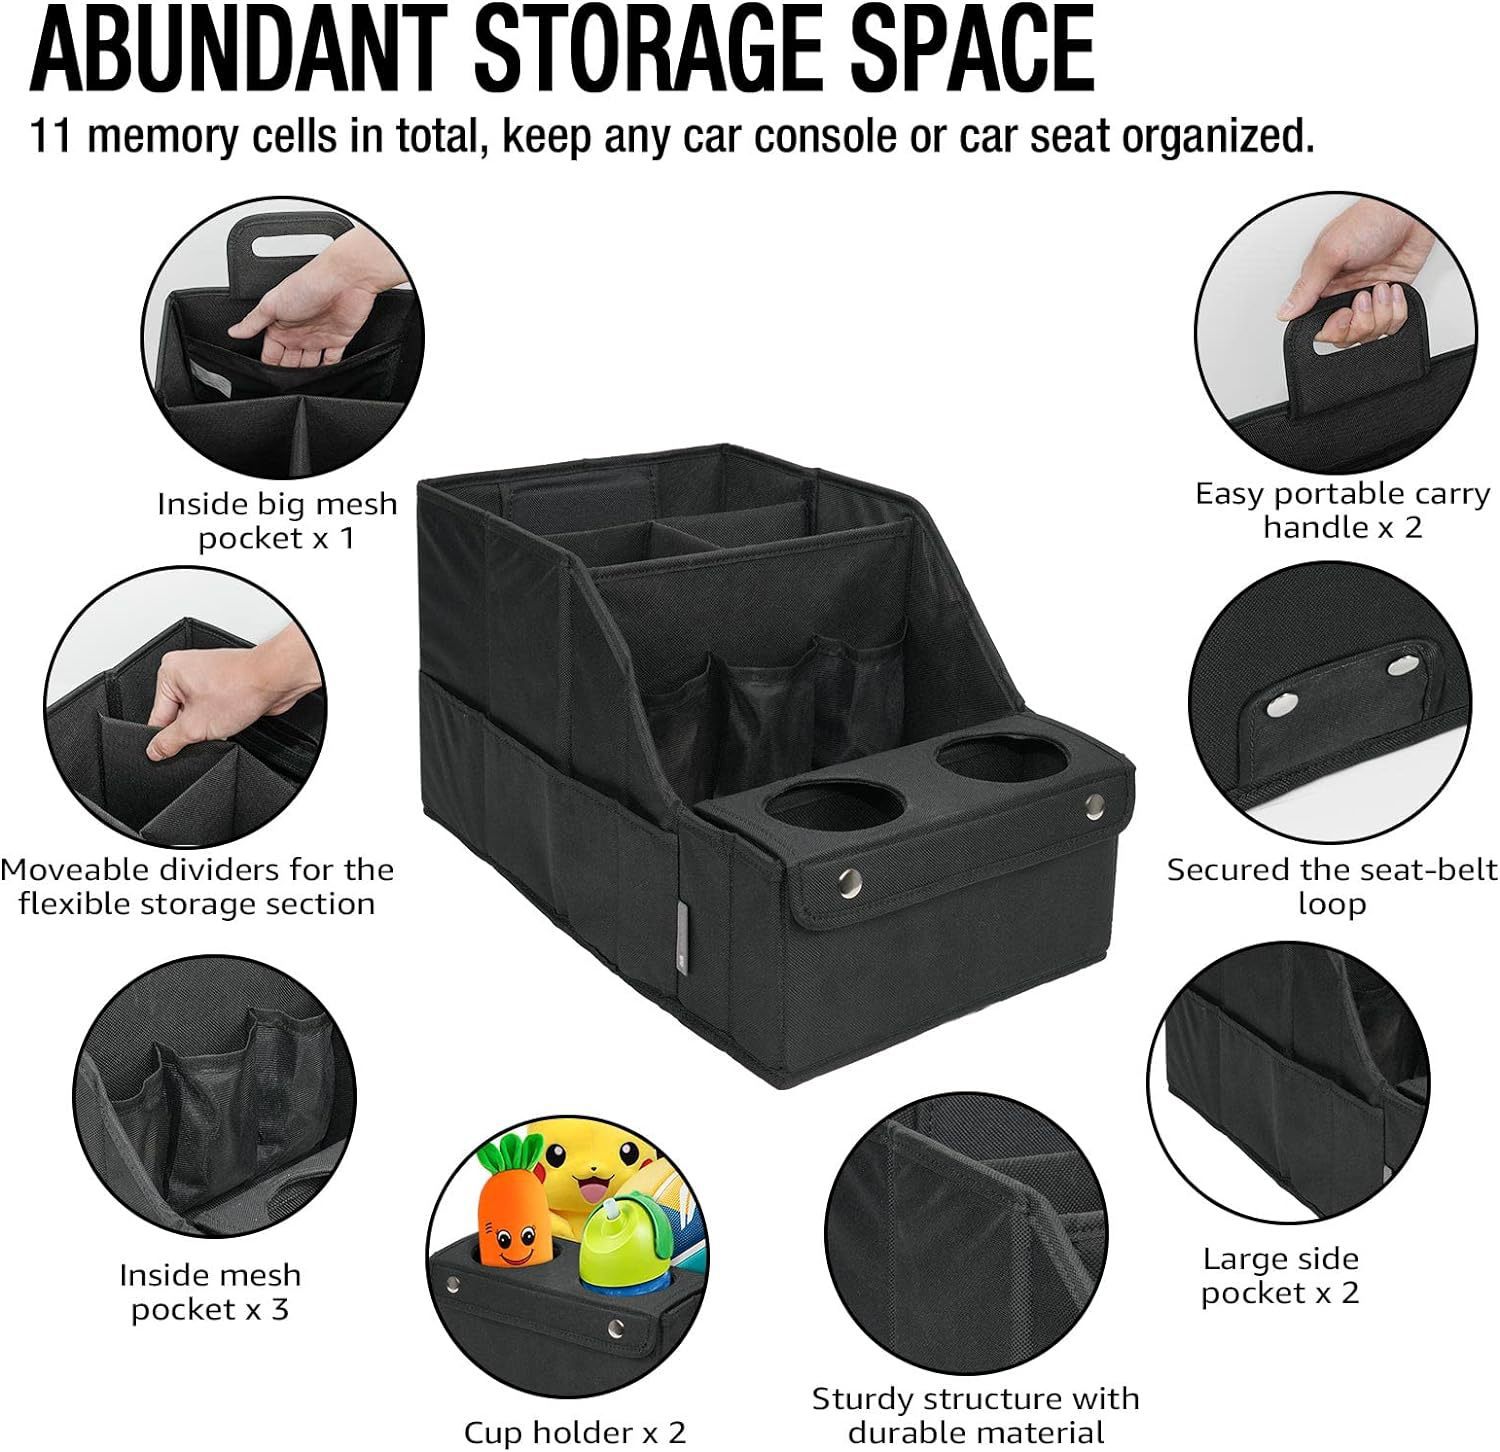 ABUNDANT STORAGE SPACE
11 memory cells in total, keep any car console or car seat organized.
Inside big mesh
pocket x 1
Easy portable carry
handle x 2
Moveable dividers for the
flexible storage section
Secured the seat-belt
loop
Inside mesh
pocket x 3
Large side
pocket x 2
Cup holder x 2
Sturdy structure with
durable material